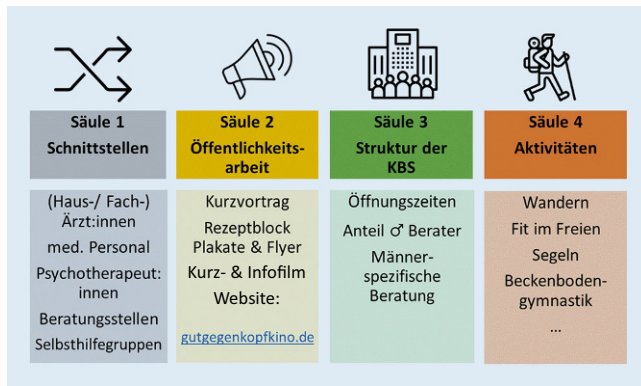 Säule 1
Schnittstellen
(Haus-/ Fach-)
Ärzt:innen
med. Personal
Psychotherapeut:
innen
Beratungsstellen
Selbsthilfegruppen
Säule 2
Öffentlichkeits-
arbeit
Kurzvortrag
Rezeptblock
Plakate & Flyer
Kurz- & Infofilm
Website:
gutgegenkopfkino.de
Säule 3
Struktur der
KBS
Öffnungszeiten
Anteil ♂ Berater
Männer-
spezifische
Beratung
Säule 4
Aktivitäten
Wandern
Fit im Freien
Segeln
Beckenboden-
gymnastik
...